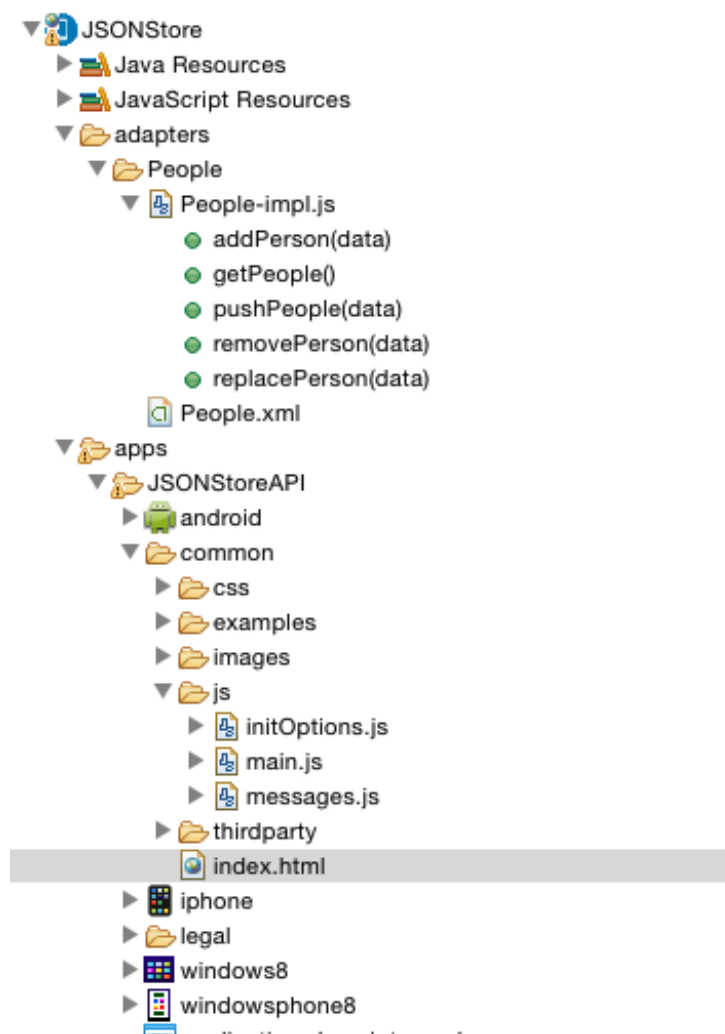 JSONStore
Java Resources
JavaScript Resources
adapters
People
People-impl.js
addPerson(data)
getPeople()
pushPeople(data)
removePerson(data)
replacePerson(data)
People.xml
apps
JSONStoreAPI
android
common
css
examples
images
js
initOptions.js
main.js
messages.js
thirdparty
index.html
iphone
legal
windows8
windowsphone8